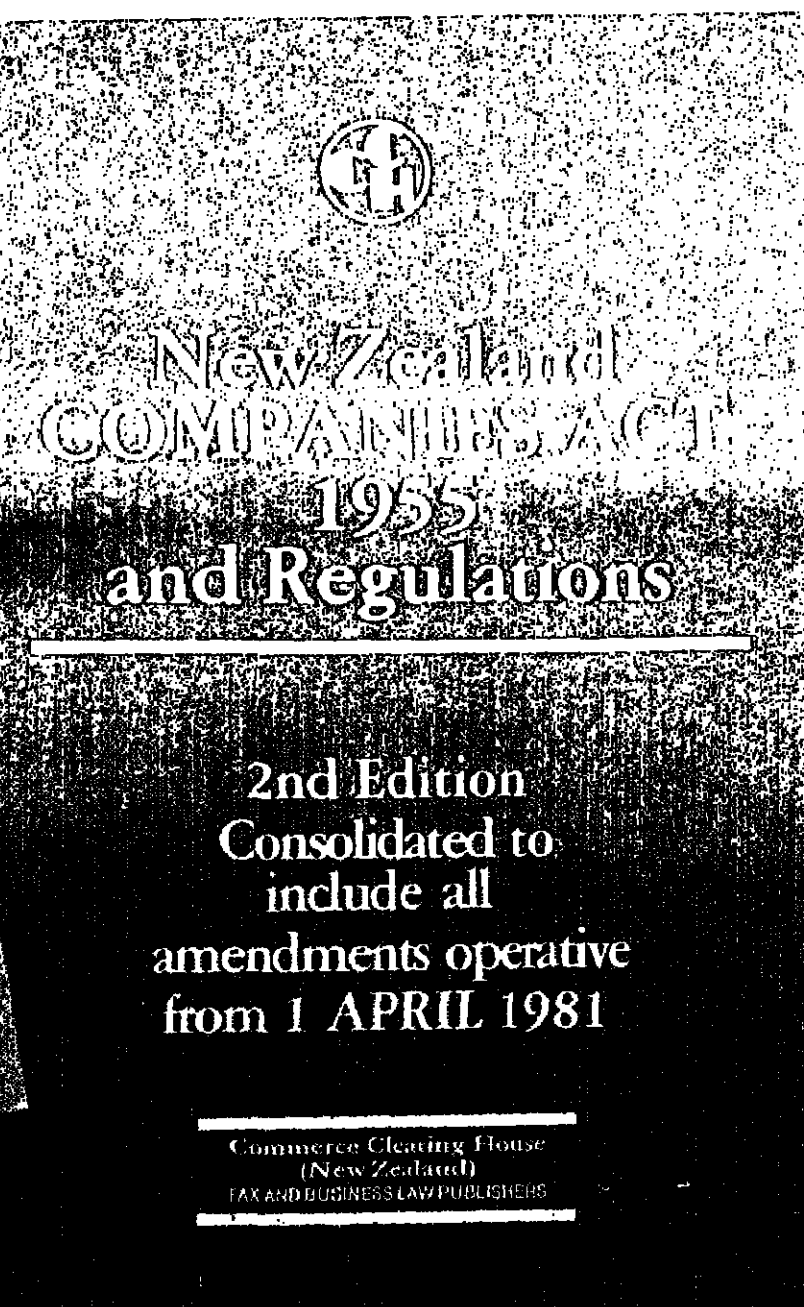 New Zealand
COMPANIES ACT
1955
and Regulations
2nd Edition
Consolidated to
include all
amendments operative
from 1 APRIL 1981
Commerce Clearing House
(New Zealand)
TAX AND BUSINESS LAW PUBLISHERS